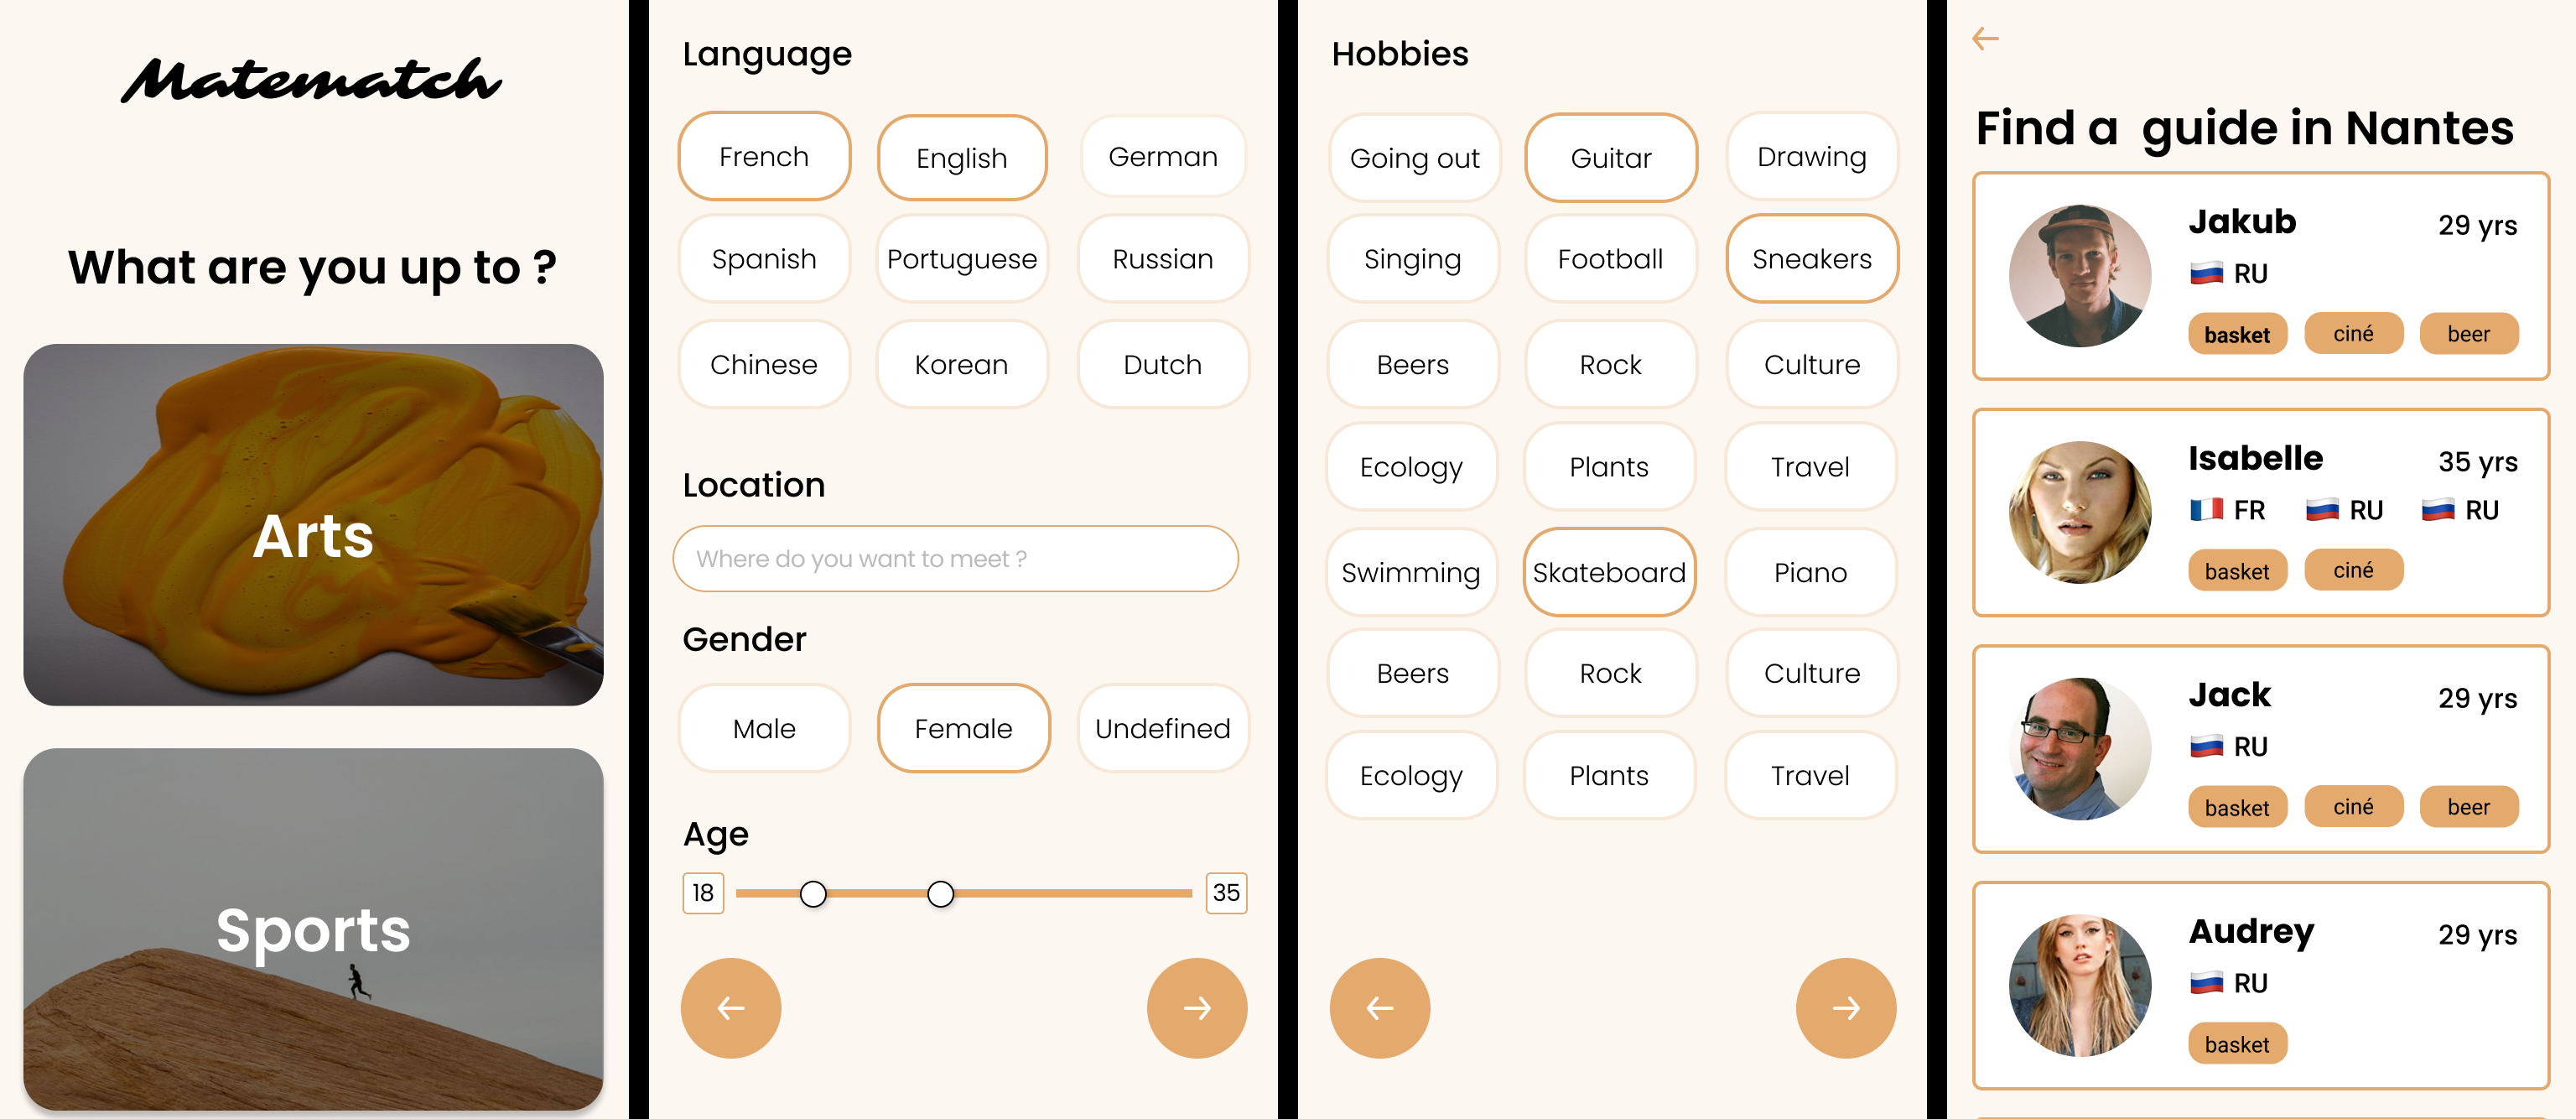 Matematch
What are you up to ?
Arts
Sports
Language
French English German
Spanish Portuguese Russian
Chinese Korean Dutch
Location
Where do you want to meet ?
Gender
Male Female Undefined
Age
18 35
Hobbies
Going out Guitar Drawing
Singing Football Sneakers
Beers Rock Culture
Ecology Plants Travel
Swimming Skateboard Piano
Beers Rock Culture
Ecology Plants Travel
Find a guide in Nantes
Jakub 29 yrs
RU
basket ciné beer
Isabelle 35 yrs
FR RU RU
basket ciné
Jack 29 yrs
RU
basket ciné beer
Audrey 29 yrs
RU
basket